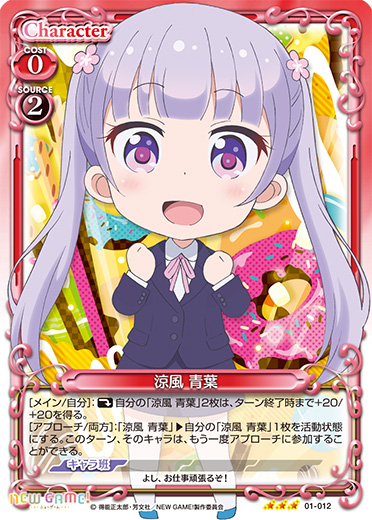 Character
COST
0
SOURCE
2
涼風 青葉
[メイン/自分]: 自分の「涼風 青葉」2枚は、ターン終了時まで+20/
+20を得る。
[アプローチ/両方]:「涼風 青葉」▶自分の「涼風 青葉」1枚を活動状態
にする。このターン、そのキャラは、もう一度アプローチに参加すること
ができる。
キャラ班
よし、お仕事頑張るぞ!
NEW GAME!
© 得能正太郎・芳文社/NEW GAME!製作委員会
01-012